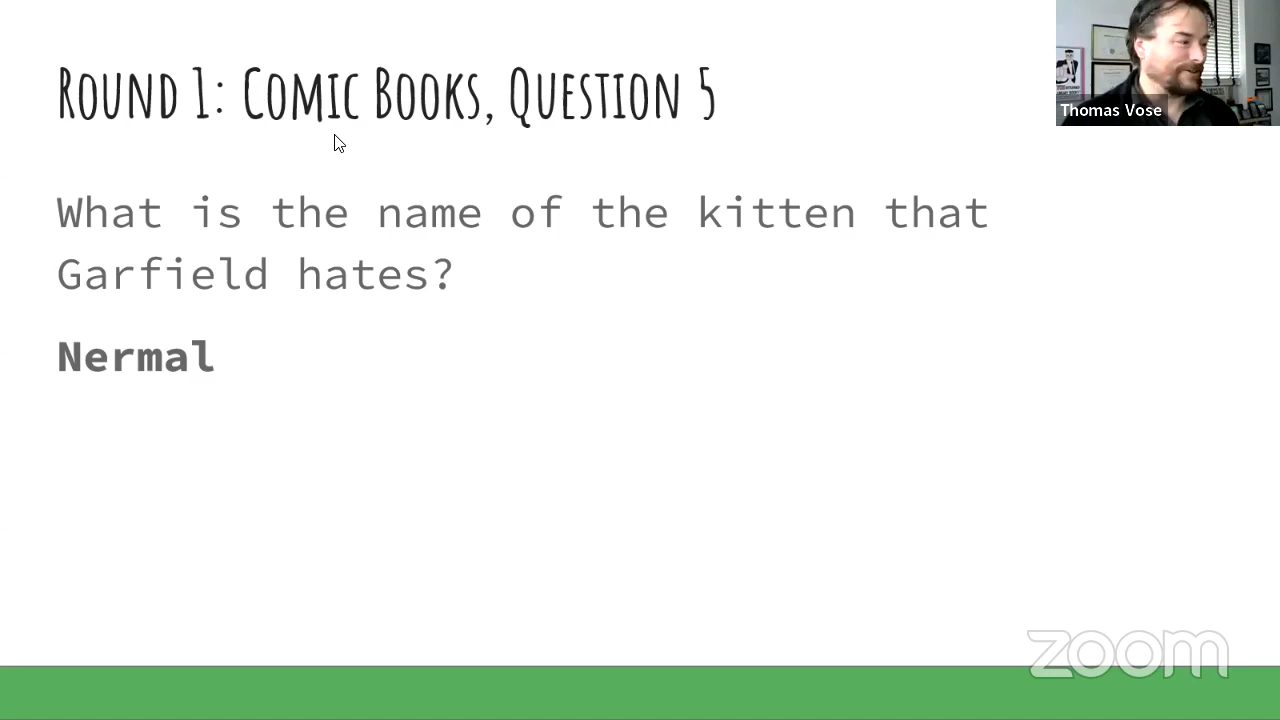 Round 1: Comic Books, Question 5
Thomas Vose
What is the name of the kitten that
Garfield hates?
Nermal
zoom